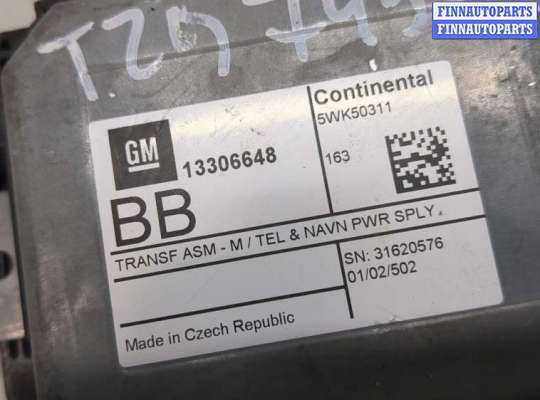 FINNAUTOPARTS
FINNAUTOPARTS
Continental
5WK50311
GM
13306648
163
BB
TRANSF ASM - M / TEL & NAVN PWR SPLY.
SN: 31620576
01/02/502
Made in Czech Republic